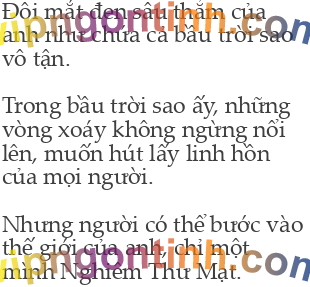 Đôi mắt đen sâu thẳm của
anh như chứa cả bầu trời sao
vô tận.
Trong bầu trời sao ấy, những
vòng xoáy không ngừng nổi
lên, muốn hút lấy linh hồn
của mọi người.
Nhưng người có thể bước vào
thế giới của anh, chỉ một
mình Nghiêm Thư Mạt.
vipngontinh.com
vipngontinh.com